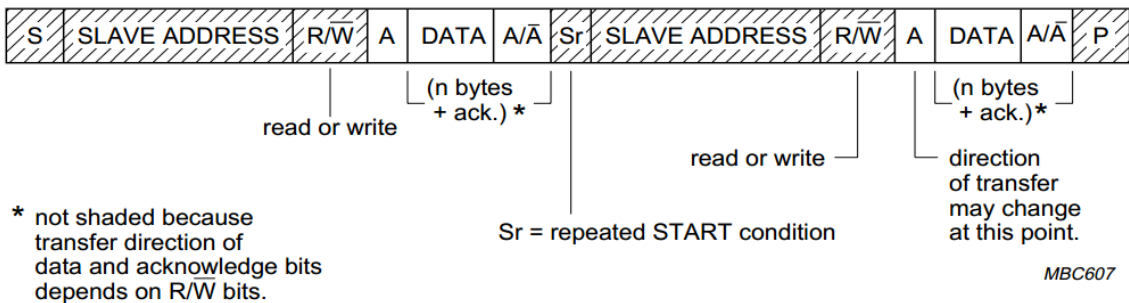 S SLAVE ADDRESS R/W̅ A DATA A/A̅ Sr SLAVE ADDRESS R/W̅ A DATA A/A̅ P
(n bytes
+ ack.) *
read or write
(n bytes
+ ack.) *
read or write
direction
of transfer
may change
at this point.
Sr = repeated START condition
* not shaded because
transfer direction of
data and acknowledge bits
depends on R/W̅ bits.
MBC607